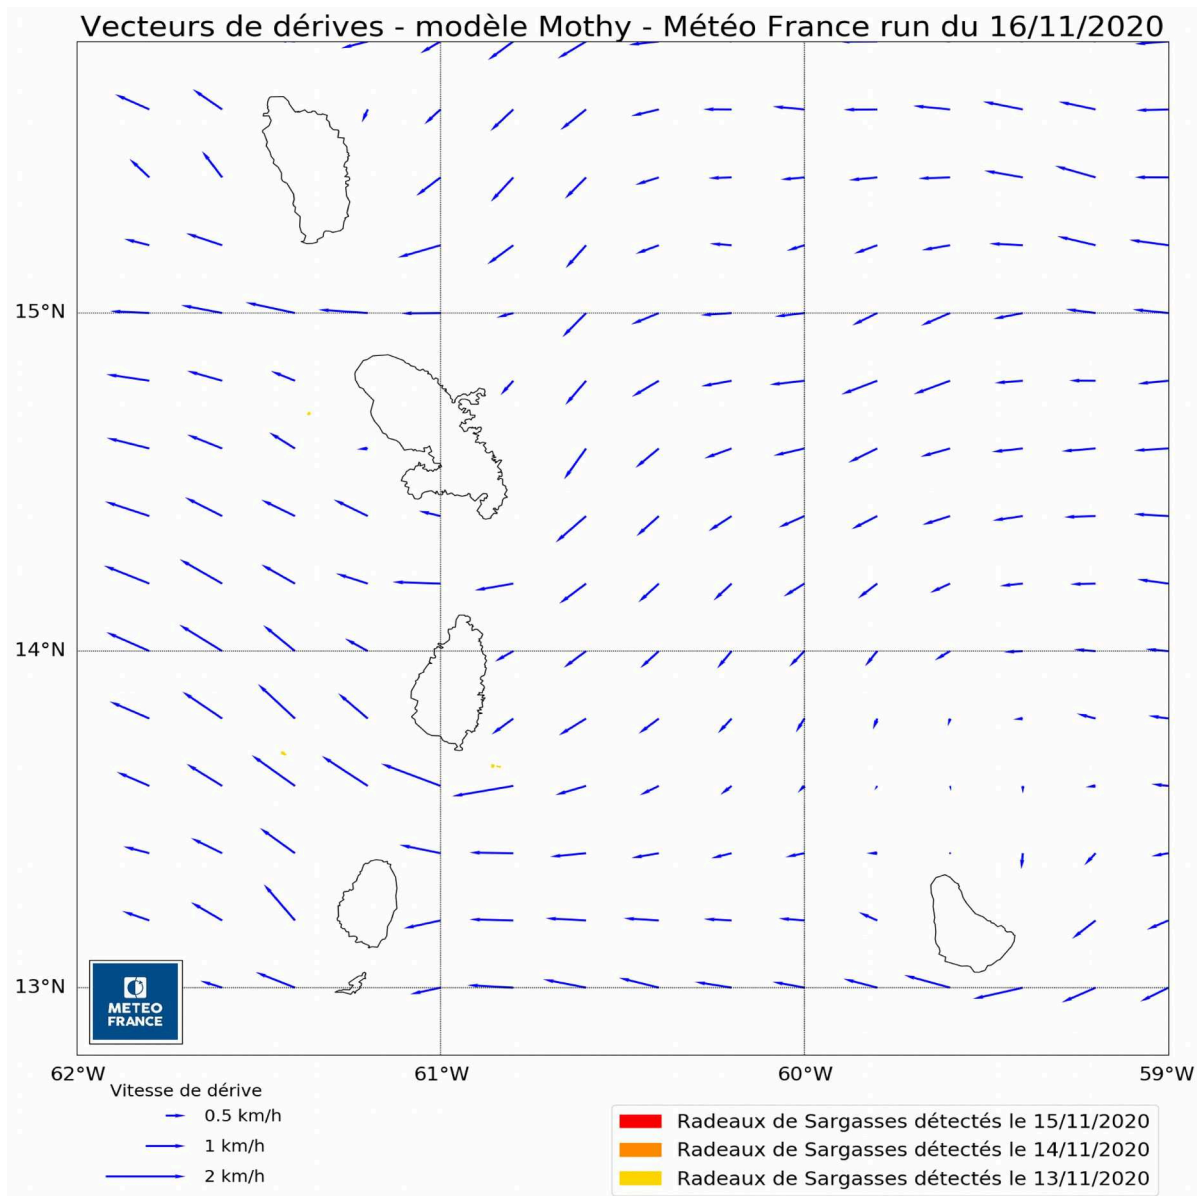 Vecteurs de dérives - modèle Mothy - Météo France run du 16/11/2020
15°N
14°N
13°N
METEO
FRANCE
62°W
61°W
60°W
59°W
Vitesse de dérive
0.5 km/h
1 km/h
2 km/h
Radeaux de Sargasses détectés le 15/11/2020
Radeaux de Sargasses détectés le 14/11/2020
Radeaux de Sargasses détectés le 13/11/2020